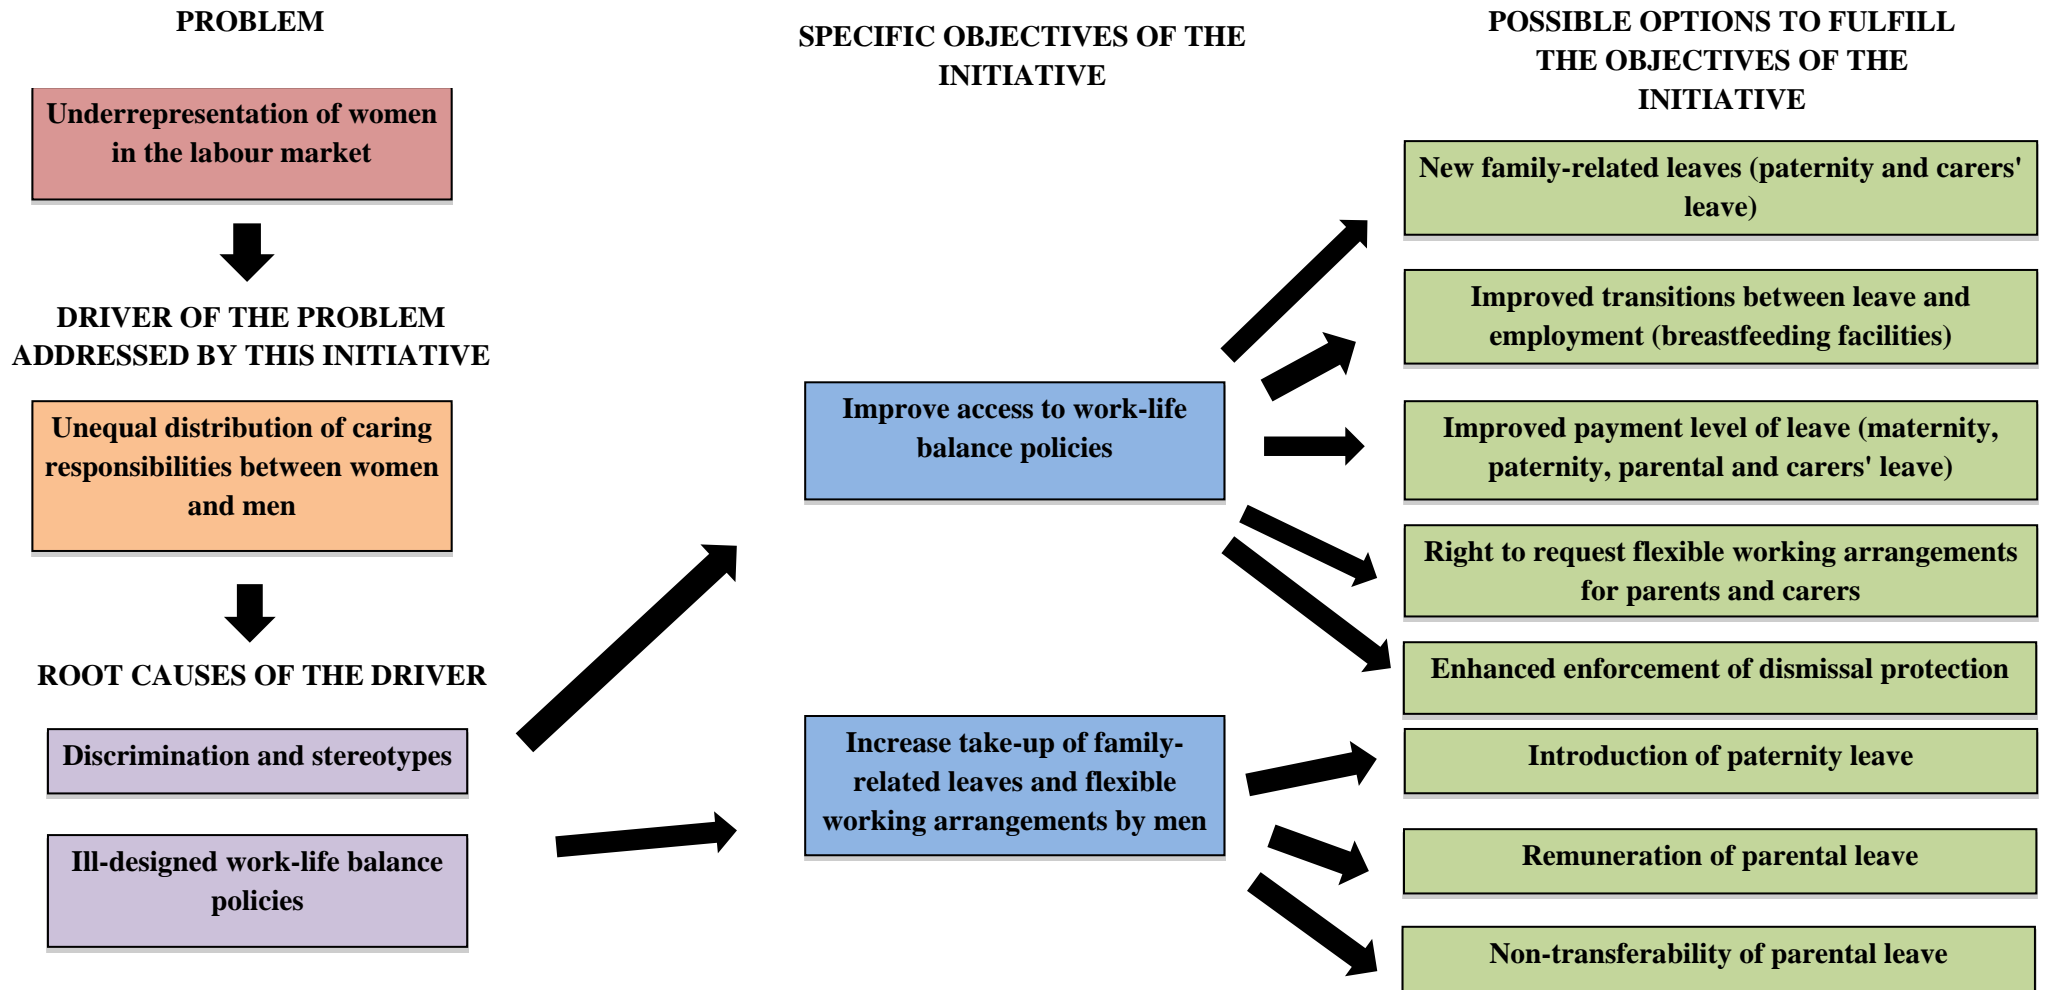 PROBLEM
Underrepresentation of women
in the labour market
DRIVER OF THE PROBLEM
ADDRESSED BY THIS INITIATIVE
Unequal distribution of caring
responsibilities between women
and men
ROOT CAUSES OF THE DRIVER
Discrimination and stereotypes
Ill-designed work-life balance
policies
SPECIFIC OBJECTIVES OF THE
INITIATIVE
Improve access to work-life
balance policies
Increase take-up of family-
related leaves and flexible
working arrangements by men
POSSIBLE OPTIONS TO FULFILL
THE OBJECTIVES OF THE
INITIATIVE
New family-related leaves (paternity and carers'
leave)
Improved transitions between leave and
employment (breastfeeding facilities)
Improved payment level of leave (maternity,
paternity, parental and carers' leave)
Right to request flexible working arrangements
for parents and carers
Enhanced enforcement of dismissal protection
Introduction of paternity leave
Remuneration of parental leave
Non-transferability of parental leave